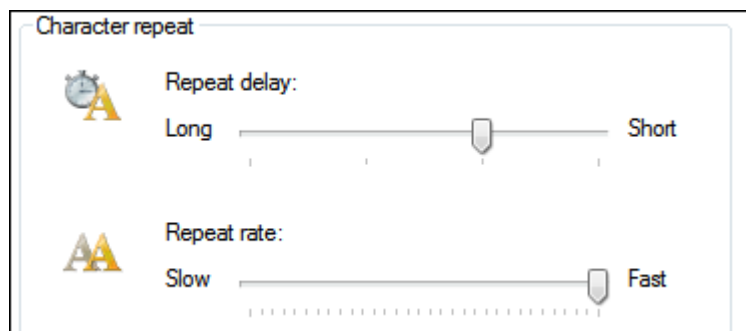 Character repeat
Repeat delay:
Long Short
Repeat rate:
Slow Fast